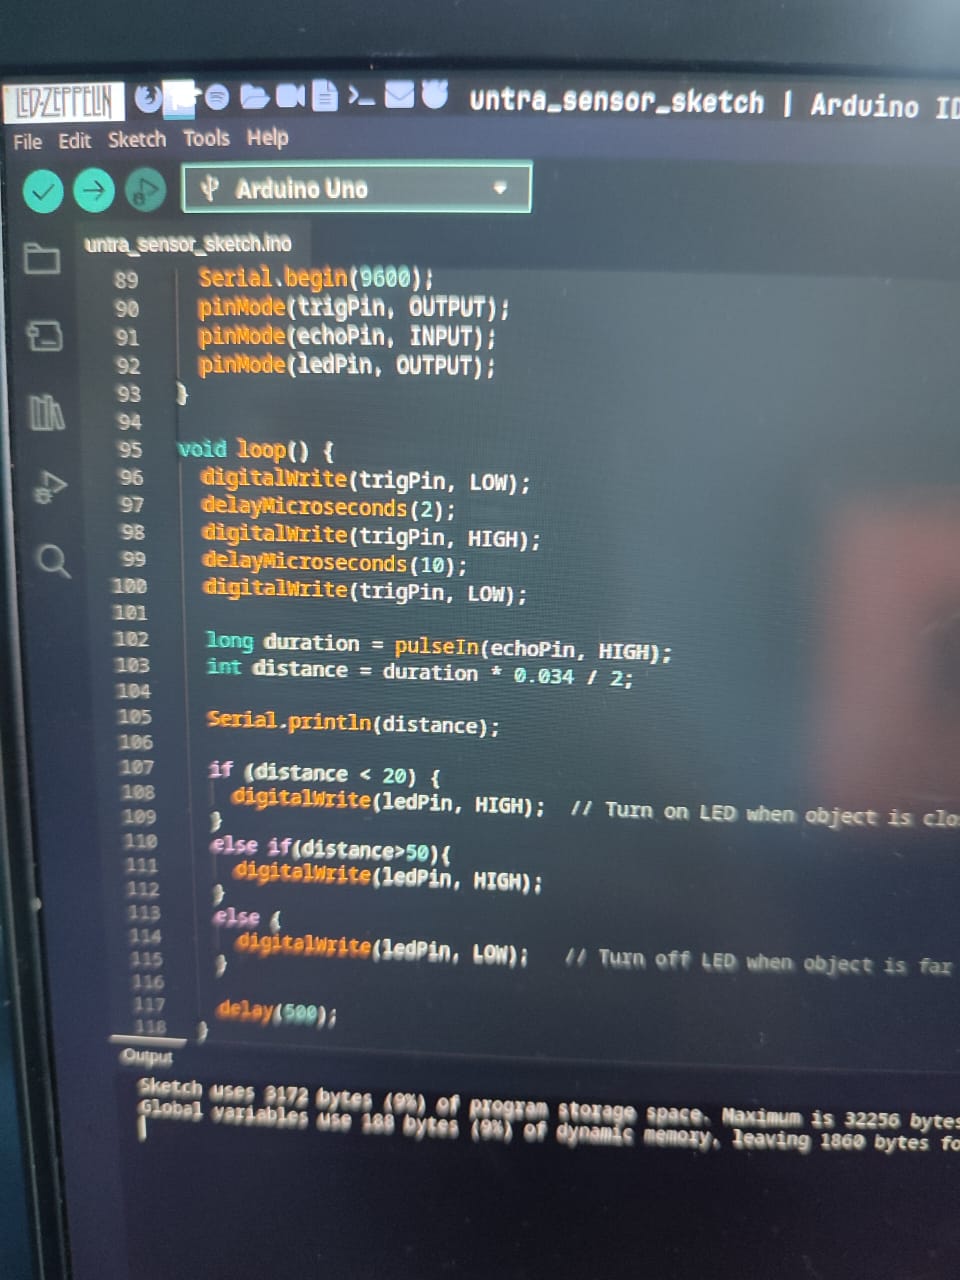 LED-ZEPPELIN
untra_sensor_sketch | Arduino ID
File Edit Sketch Tools Help
Arduino Uno
untra_sensor_sketch.ino
89 Serial.begin(9600);
90 pinMode(trigPin, OUTPUT);
91 pinMode(echoPin, INPUT);
92 pinMode(ledPin, OUTPUT);
93 }
94
95 void loop() {
96 digitalWrite(trigPin, LOW);
97 delayMicroseconds(2);
98 digitalWrite(trigPin, HIGH);
99 delayMicroseconds(10);
100 digitalWrite(trigPin, LOW);
101
102 long duration = pulseIn(echoPin, HIGH);
103 int distance = duration * 0.034 / 2;
104
105 Serial.println(distance);
106
107 if (distance < 20) {
108 digitalWrite(ledPin, HIGH); // Turn on LED when object is clo
109 }
110 else if(distance>50){
111 digitalWrite(ledPin, HIGH);
112 }
113 else {
114 digitalWrite(ledPin, LOW); // Turn off LED when object is far
115 }
116
117 delay(500);
118 }
Output
Sketch uses 3172 bytes (9%) of program storage space. Maximum is 32256 bytes
Global variables use 188 bytes (9%) of dynamic memory, leaving 1860 bytes fo